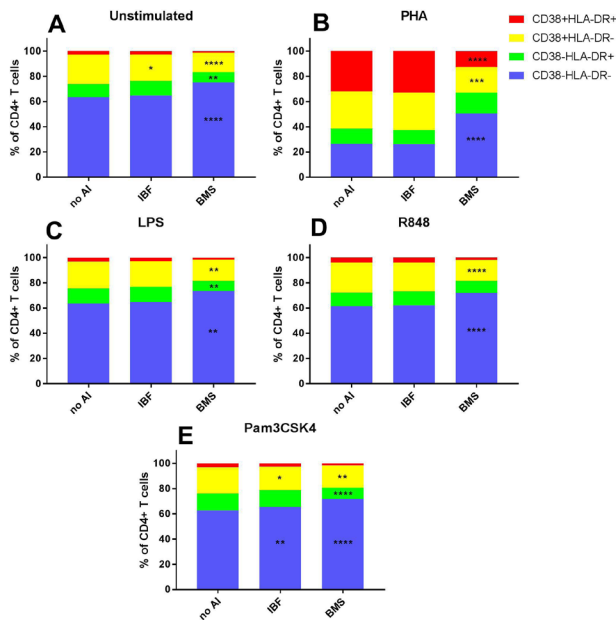 A
Unstimulated
% of CD4+ T cells
100
80
60
40
20
0
*
****
**
****
no AI
IBF
BMS
B
PHA
% of CD4+ T cells
100
80
60
40
20
0
****
***
****
no AI
IBF
BMS
CD38+HLA-DR+
CD38+HLA-DR-
CD38-HLA-DR+
CD38-HLA-DR-
C
LPS
% of CD4+ T cells
100
80
60
40
20
0
**
**
**
no AI
IBF
BMS
D
R848
% of CD4+ T cells
100
80
60
40
20
0
****
****
no AI
IBF
BMS
E
Pam3CSK4
% of CD4+ T cells
100
80
60
40
20
0
*
**
**
****
****
no AI
IBF
BMS